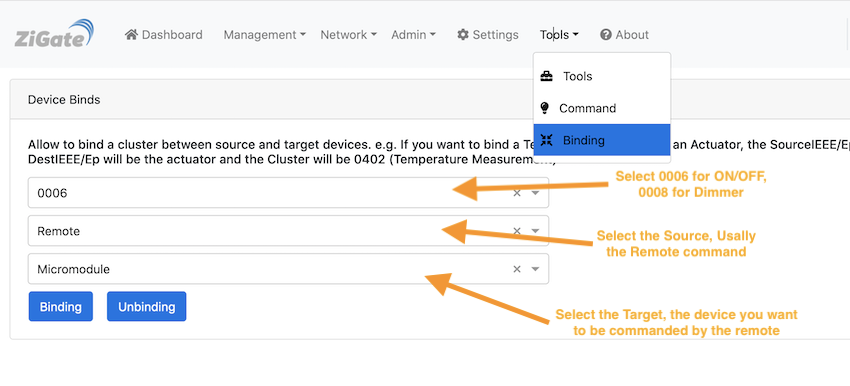 ZiGate Dashboard Management Network Admin Settings Tools About
Tools
Command
Binding
Device Binds
Allow to bind a cluster between source and target devices. e.g. If you want to bind a Te an Actuator, the SourceIEEE/Ep
DestIEEE/Ep will be the actuator and the Cluster will be 0402 (Temperature Measurement)
Select 0006 for ON/OFF,
0008 for Dimmer
0006
Remote
Select the Source, Usally
the Remote command
Micromodule
Binding Unbinding
Select the Target, the device you want
to be commanded by the remote